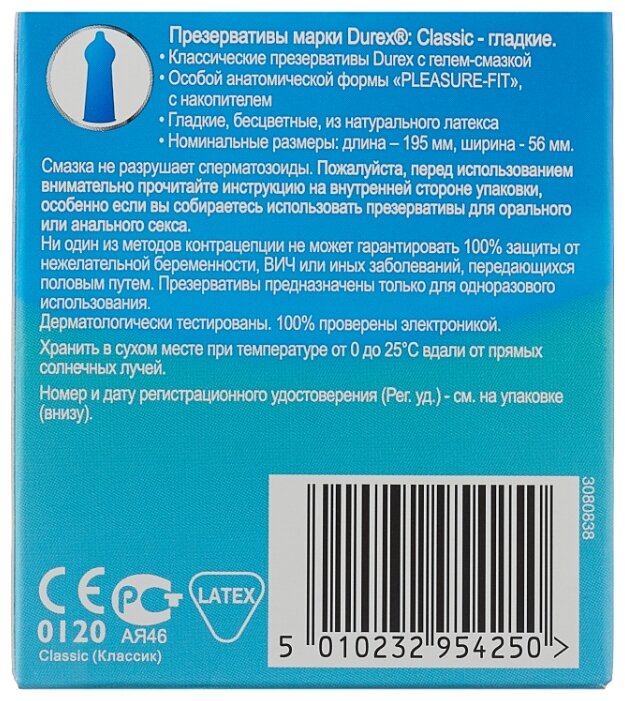 Презервативы марки Durex®: Classic - гладкие.
• Классические презервативы Durex с гелем-смазкой
• Особой анатомической формы «PLEASURE-FIT»,
с накопителем
• Гладкие, бесцветные, из натурального латекса
• Номинальные размеры: длина – 195 мм, ширина - 56 мм.
Смазка не разрушает сперматозоиды. Пожалуйста, перед использованием
внимательно прочитайте инструкцию на внутренней стороне упаковки,
особенно если вы собираетесь использовать презервативы для орального
или анального секса.
Ни один из методов контрацепции не может гарантировать 100% защиты от
нежелательной беременности, ВИЧ или иных заболеваний, передающихся
половым путем. Презервативы предназначены только для одноразового
использования.
Дерматологически тестированы. 100% проверены электроникой.
Хранить в сухом месте при температуре от 0 до 25°C вдали от прямых
солнечных лучей.
Номер и дату регистрационного удостоверения (Рег. уд.) - см. на упаковке
(внизу).
3080838
CE
0120
РСТ
АЯ46
LATEX
Classic (Классик)
5 010232 954250 >